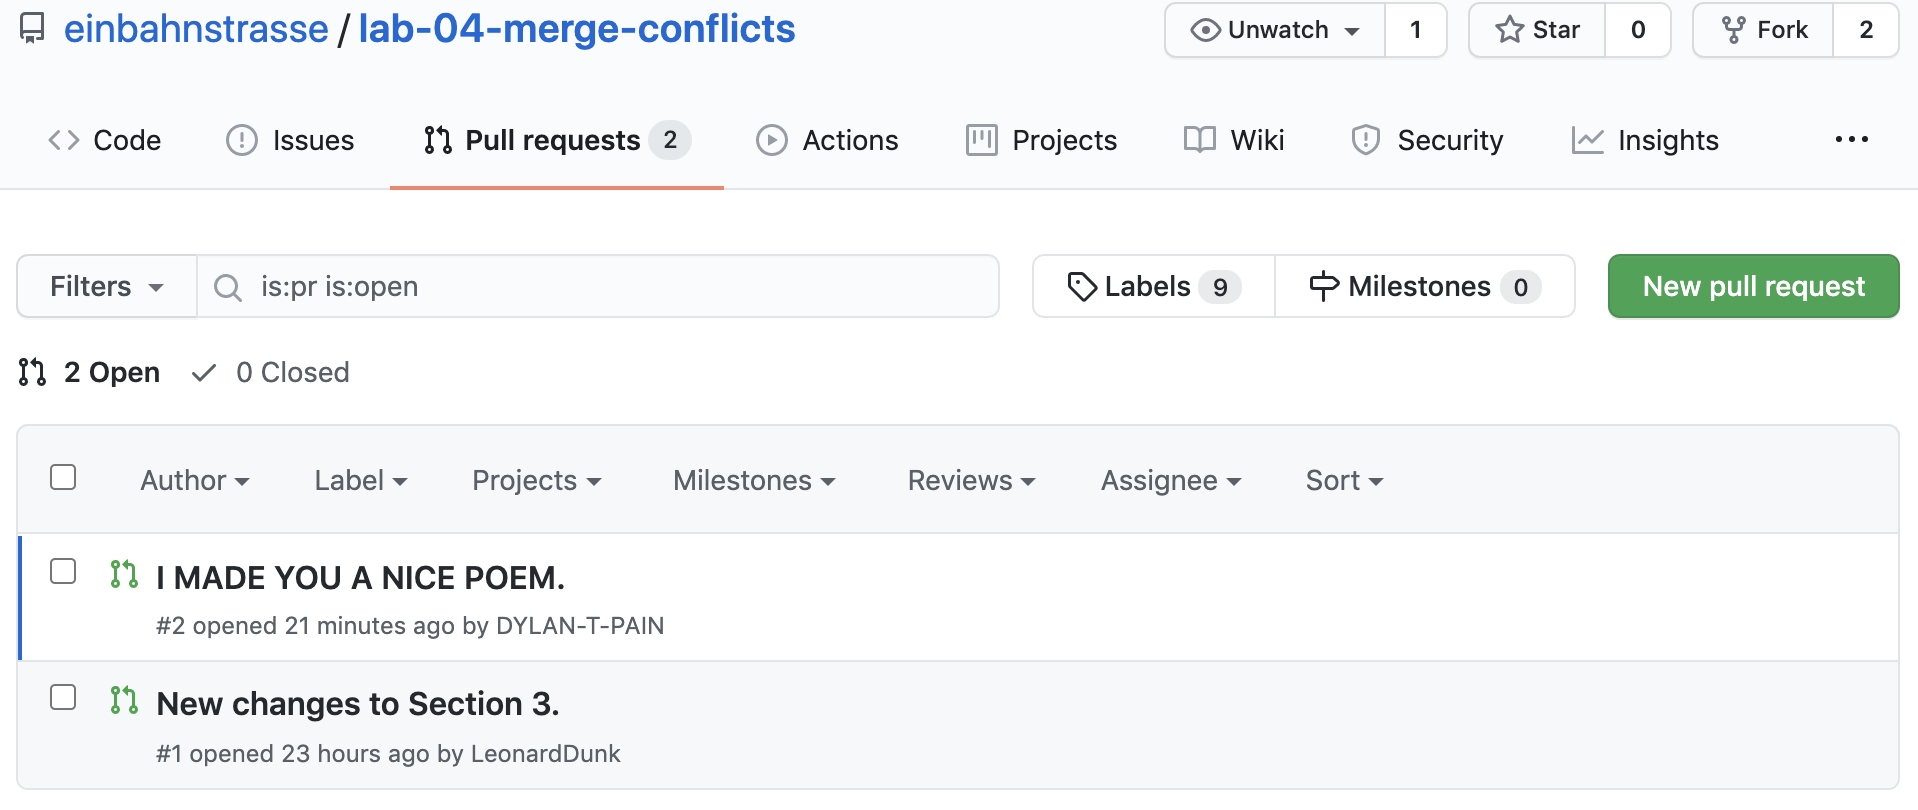 einbahnstrasse / lab-04-merge-conflicts
Unwatch 1 Star 0 Fork 2
Code Issues Pull requests 2 Actions Projects Wiki Security Insights ...
Filters is:pr is:open Labels 9 Milestones 0 New pull request
2 Open 0 Closed
Author Label Projects Milestones Reviews Assignee Sort
I MADE YOU A NICE POEM.
#2 opened 21 minutes ago by DYLAN-T-PAIN
New changes to Section 3.
#1 opened 23 hours ago by LeonardDunk